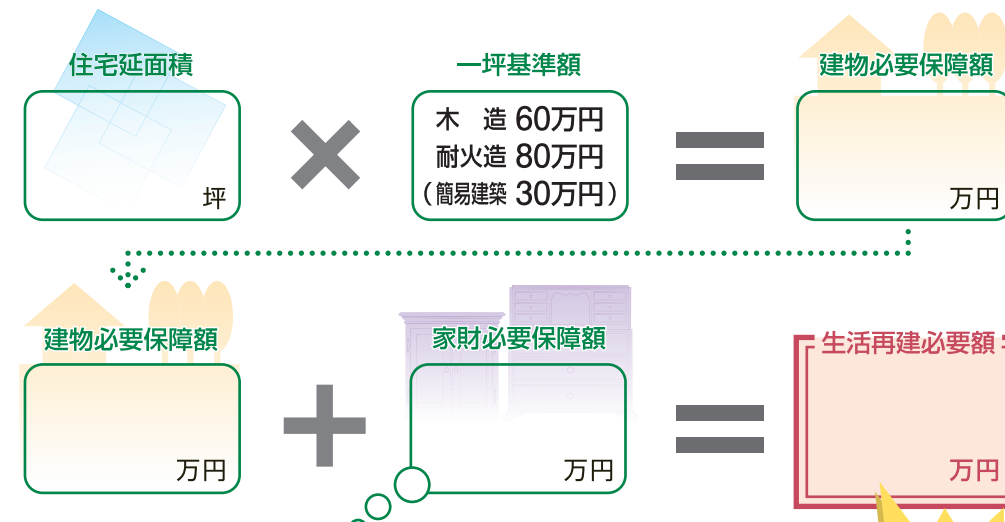 住宅延面積
一坪基準額
建物必要保障額
坪
木　造 60万円
耐火造 80万円
（簡易建築 30万円）
万円
建物必要保障額
家財必要保障額
生活再建必要額
万円
万円
万円